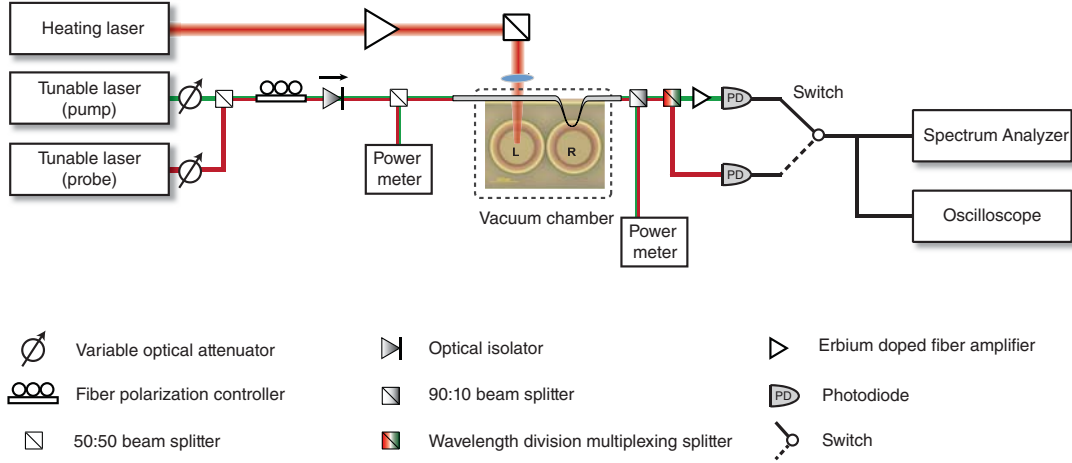 Heating laser
Tunable laser
(pump)
Tunable laser
(probe)
Power
meter
L
R
Vacuum chamber
Power
meter
PD
PD
Switch
Spectrum Analyzer
Oscilloscope
Variable optical attenuator
Optical isolator
Erbium doped fiber amplifier
Fiber polarization controller
90:10 beam splitter
PD
Photodiode
50:50 beam splitter
Wavelength division multiplexing splitter
Switch